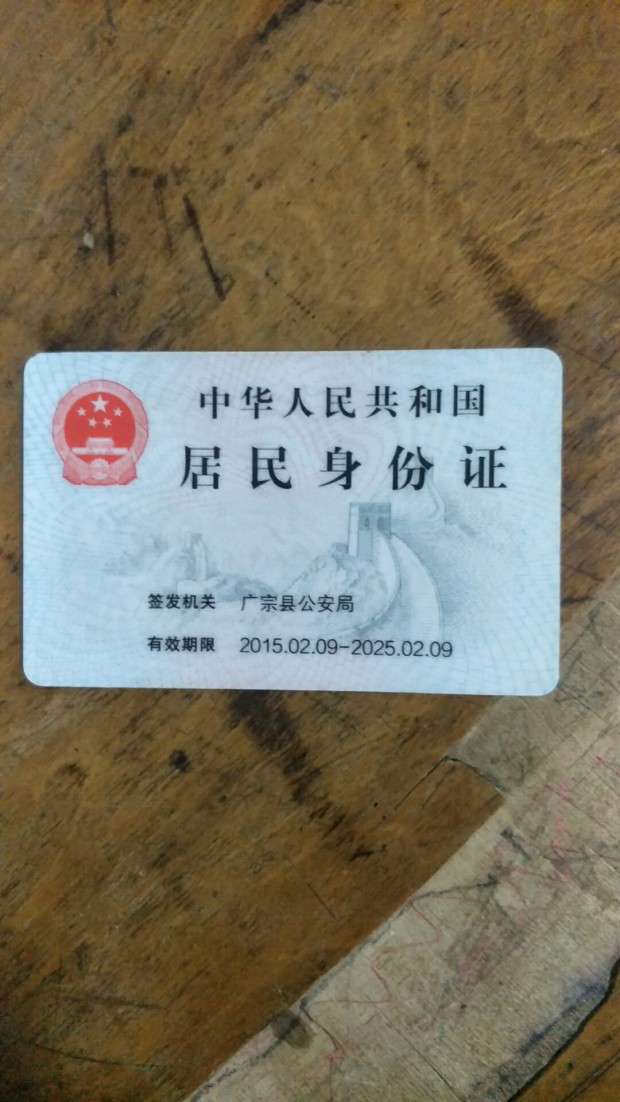 中华人民共和国
居民身份证
签发机关 广宗县公安局
有效期限 2015.02.09-2025.02.09